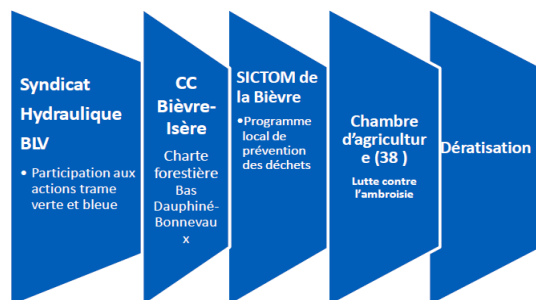 Syndicat
Hydraulique
BLV
• Participation aux
actions trame
verte et bleue
CC
Bièvre-
Isère
Charte
forestière
Bas
Dauphiné-
Bonnevau
x
SICTOM de
la Bièvre
•Programme
local de
prévention
des déchets
Chambre
d'agricultur
e (38 )
Lutte contre
l'ambroisie
Dératisation